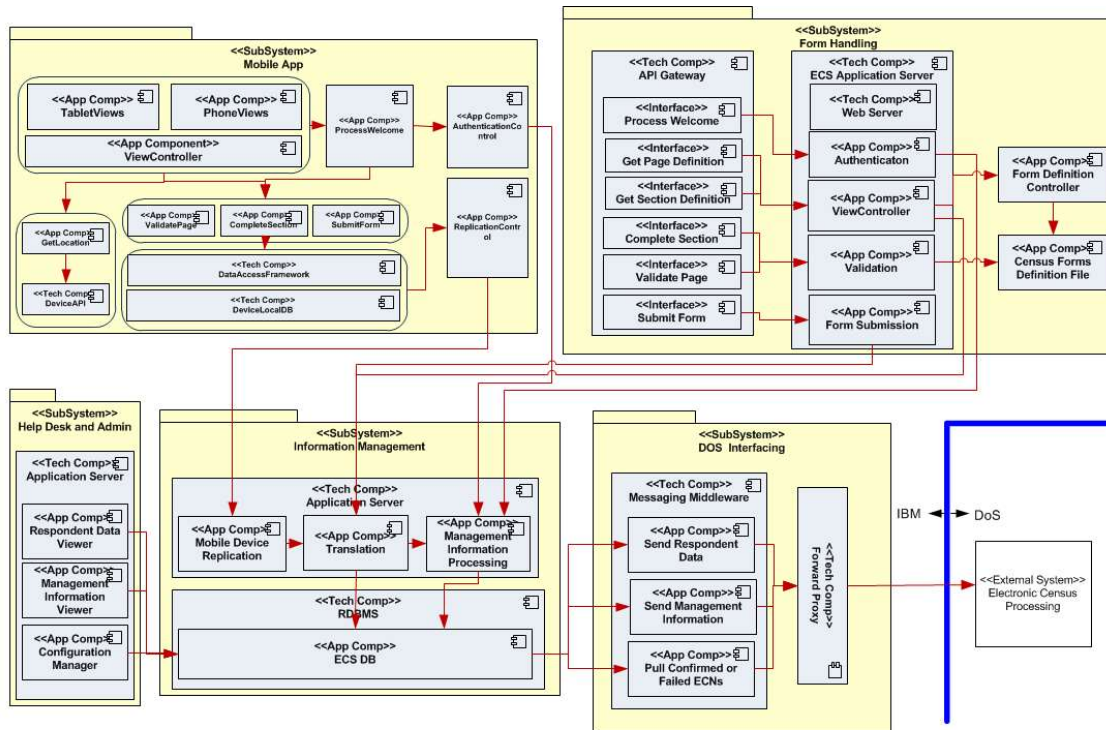 <<SubSystem>>
Mobile App
<<App Comp>>
TabletViews
<<App Comp>>
PhoneViews
<<App Component>>
ViewController
<<App Comp>>
ProcessWelcome
<<App Comp>>
AuthenticationCo
ntrol
<<App Comp>>
GetLocation
<<Tech Comp>>
DeviceAPI
<<App Comp>>
ValidatePage
<<App Comp>>
CompleteSection
<<App Comp>>
SubmitForm
<<Tech Comp>>
DataAccessFramework
<<Tech Comp>>
DeviceLocalDB
<<App Comp>>
ReplicationContr
ol
<<SubSystem>>
Form Handling
<<Tech Comp>>
API Gateway
<<Interface>>
Process Welcome
<<Interface>>
Get Page Definition
<<Interface>>
Get Section Definition
<<Interface>>
Complete Section
<<Interface>>
Validate Page
<<Interface>>
Submit Form
<<Tech Comp>>
ECS Application Server
<<Tech Comp>>
Web Server
<<App Comp>>
Authenticaton
<<App Comp>>
ViewController
<<App Comp>>
Validation
<<App Comp>>
Form Submission
<<App Comp>>
Form Definition
Controller
<<App Comp>>
Census Forms
Definition File
<<SubSystem>>
Help Desk and Admin
<<Tech Comp>>
Application Server
<<App Comp>>
Respondent Data
Viewer
<<App Comp>>
Management
Information
Viewer
<<App Comp>>
Configuration
Manager
<<SubSystem>>
Information Management
<<Tech Comp>>
Application Server
<<App Comp>>
Mobile Device
Replication
<<App Comp>>
Translation
<<App Comp>>
Management
Information
Processing
<<Tech Comp>>
RDBMS
<<App Comp>>
ECS DB
<<SubSystem>>
DOS Interfacing
<<Tech Comp>>
Messaging Middleware
<<App Comp>>
Send Respondent
Data
<<App Comp>>
Send Management
Information
<<App Comp>>
Pull Confirmed or
Failed ECNs
<<Tech Comp>>
Forward Proxy
IBM
DoS
<<External System>>
Electronic Census
Processing